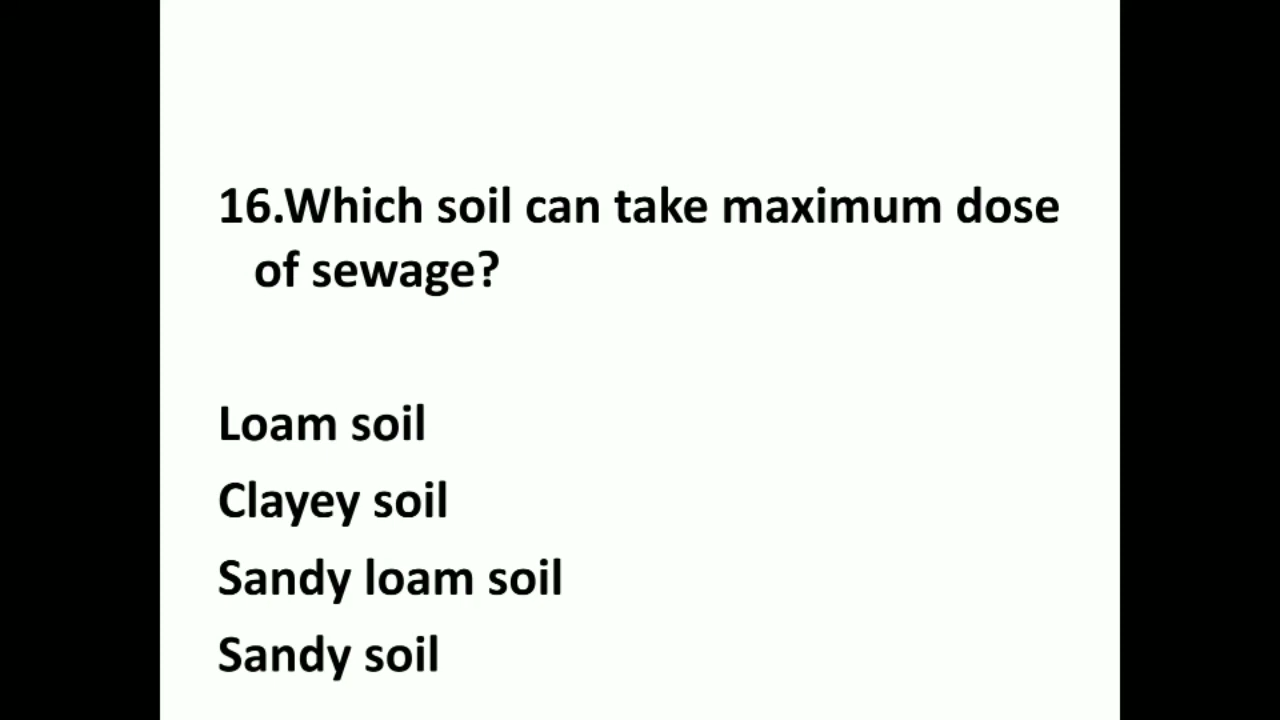 16.Which soil can take maximum dose
of sewage?
Loam soil
Clayey soil
Sandy loam soil
Sandy soil